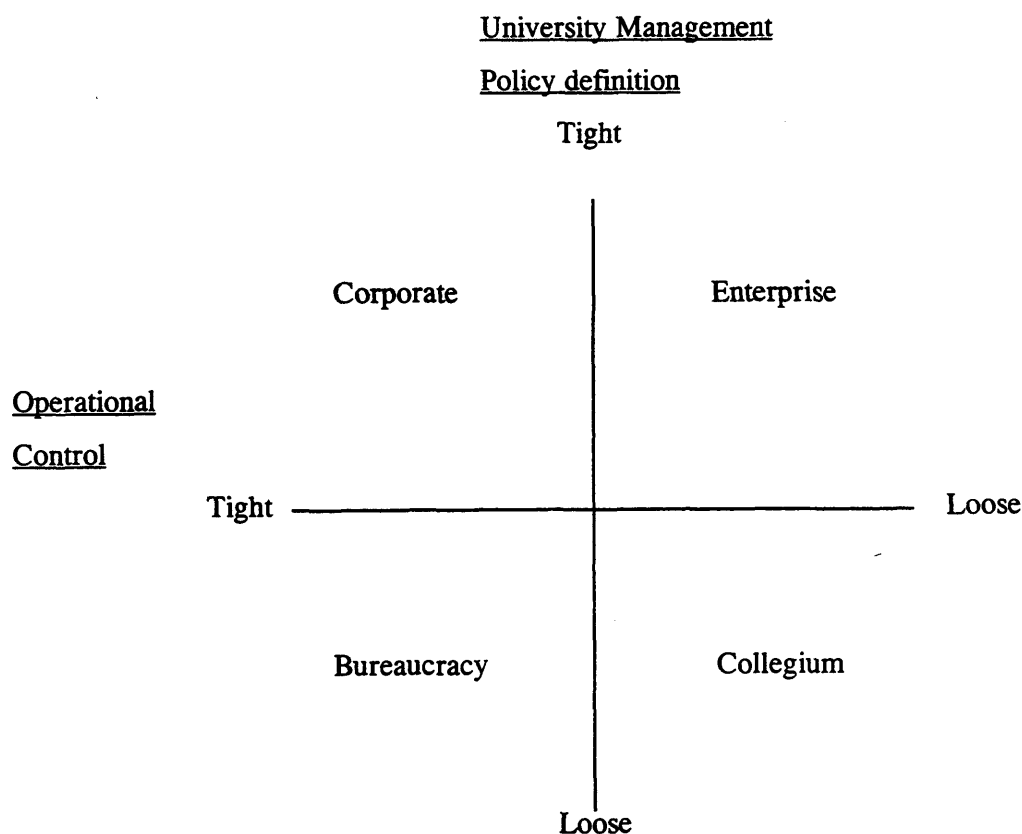 University Management
Policy definition
Tight
Corporate Enterprise
Operational
Control
Tight Loose
Bureaucracy Collegium
Loose